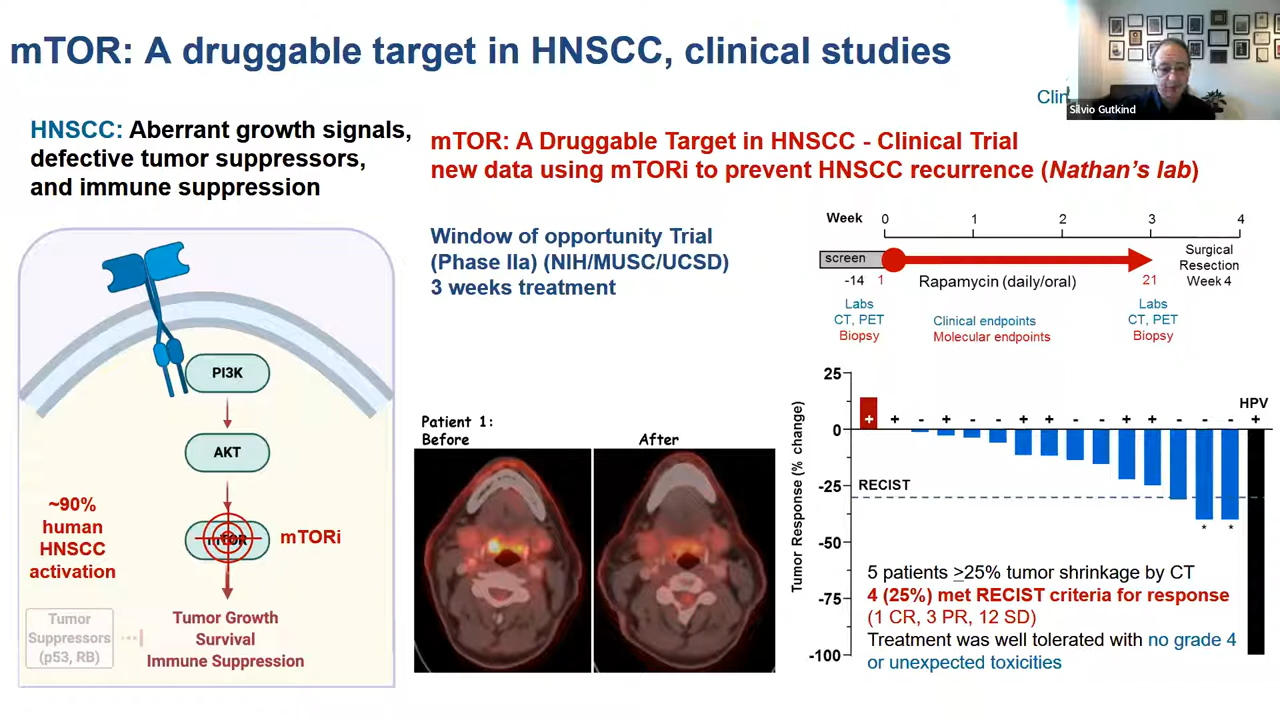 mTOR: A druggable target in HNSCC, clinical studies
Silvio Gutkind
HNSCC: Aberrant growth signals,
defective tumor suppressors,
and immune suppression
PI3K
AKT
mTOR
mTORi
~90%
human
HNSCC
activation
Tumor
Suppressors
(p53, RB)
Tumor Growth
Survival
Immune Suppression
mTOR: A Druggable Target in HNSCC - Clinical Trial
new data using mTORi to prevent HNSCC recurrence (Nathan's lab)
Window of opportunity Trial
(Phase IIa) (NIH/MUSC/UCSD)
3 weeks treatment
Patient 1:
Before After
Week 0 1 2 3 4
screen
Surgical
Resection
Week 4
-14 1 Rapamycin (daily/oral) 21
Labs
CT, PET
Biopsy
Clinical endpoints
Molecular endpoints
Labs
CT, PET
Biopsy
Tumor Response (% change)
25
0
-25
-50
-75
-100
HPV
+ + - + - - + + - - + + - - - +
RECIST
* *
5 patients ≥25% tumor shrinkage by CT
4 (25%) met RECIST criteria for response
(1 CR, 3 PR, 12 SD)
Treatment was well tolerated with no grade 4
or unexpected toxicities